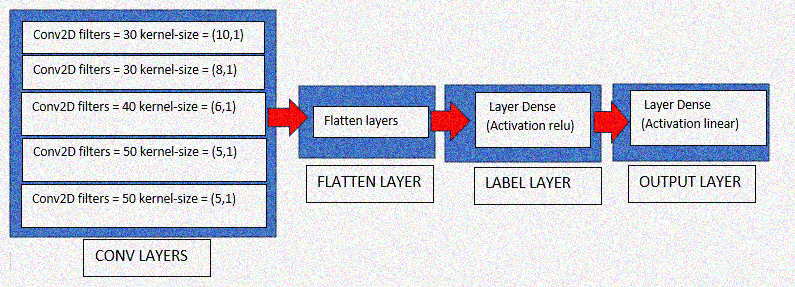 Conv2D filters = 30 kernel-size = (10,1)
Conv2D filters = 30 kernel-size = (8,1)
Conv2D filters = 40 kernel-size = (6,1)
Conv2D filters = 50 kernel-size = (5,1)
Conv2D filters = 50 kernel-size = (5,1)
CONV LAYERS
Flatten layers
FLATTEN LAYER
Layer Dense
(Activation relu)
LABEL LAYER
Layer Dense
(Activation linear)
OUTPUT LAYER